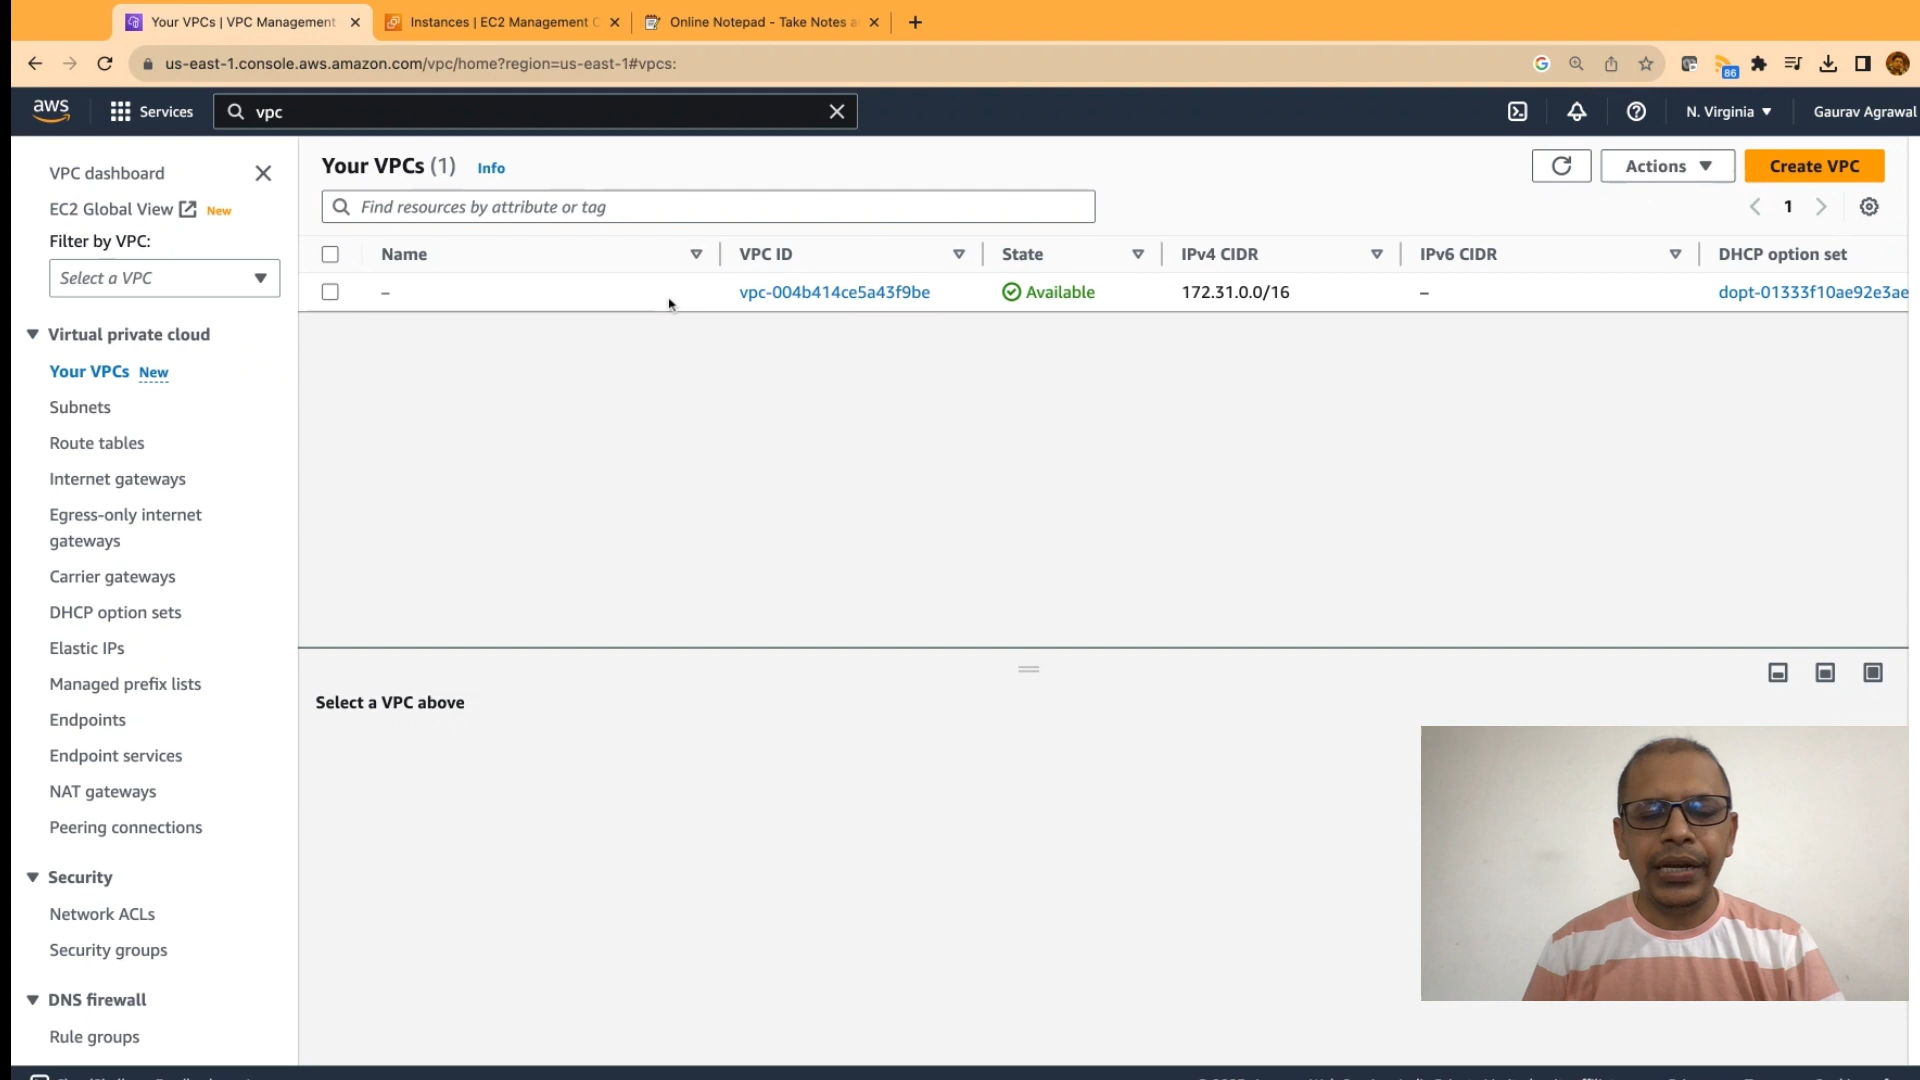 Your VPCs | VPC Management
Instances | EC2 Management C
Online Notepad - Take Notes a
us-east-1.console.aws.amazon.com/vpc/home?region=us-east-1#vpcs:
86
aws
Services
vpc
N. Virginia
Gaurav Agrawal
VPC dashboard
EC2 Global View New
Filter by VPC:
Select a VPC
Virtual private cloud
Your VPCs New
Subnets
Route tables
Internet gateways
Egress-only internet
gateways
Carrier gateways
DHCP option sets
Elastic IPs
Managed prefix lists
Endpoints
Endpoint services
NAT gateways
Peering connections
Security
Network ACLs
Security groups
DNS firewall
Rule groups
Your VPCs (1) Info
Actions
Create VPC
Find resources by attribute or tag
1
Name VPC ID State IPv4 CIDR IPv6 CIDR DHCP option set
– vpc-004b414ce5a43f9be Available 172.31.0.0/16 – dopt-01333f10ae92e3ae
Select a VPC above